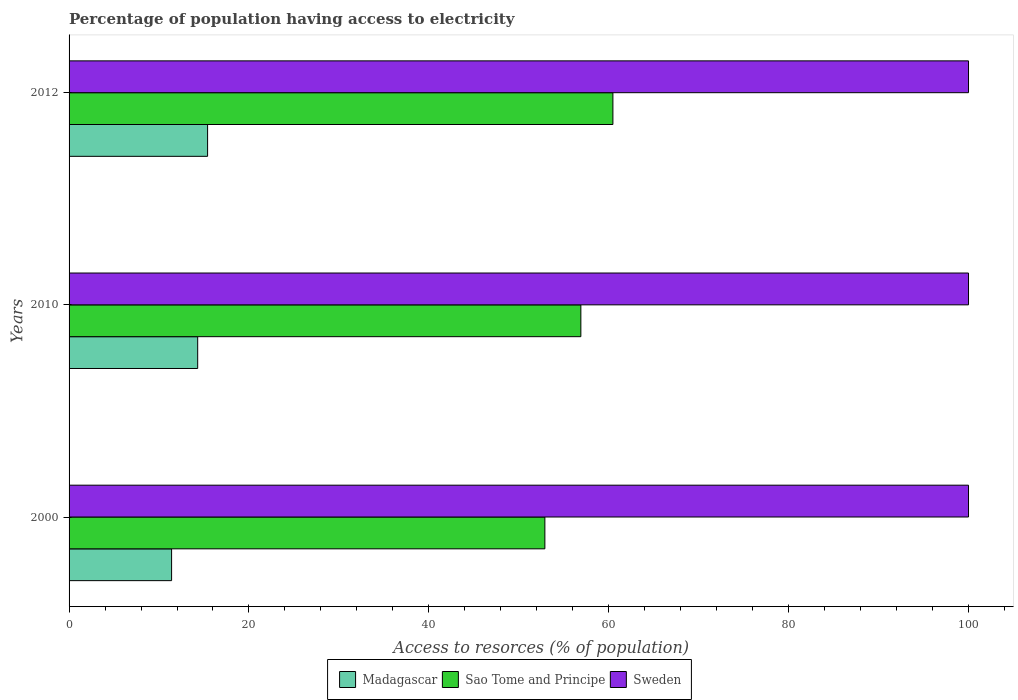 Percentage of population having access to electricity
Years
2012
2010
2000
0 20 40 60 80 100
Access to resorces (% of population)
Madagascar Sao Tome and Principe Sweden